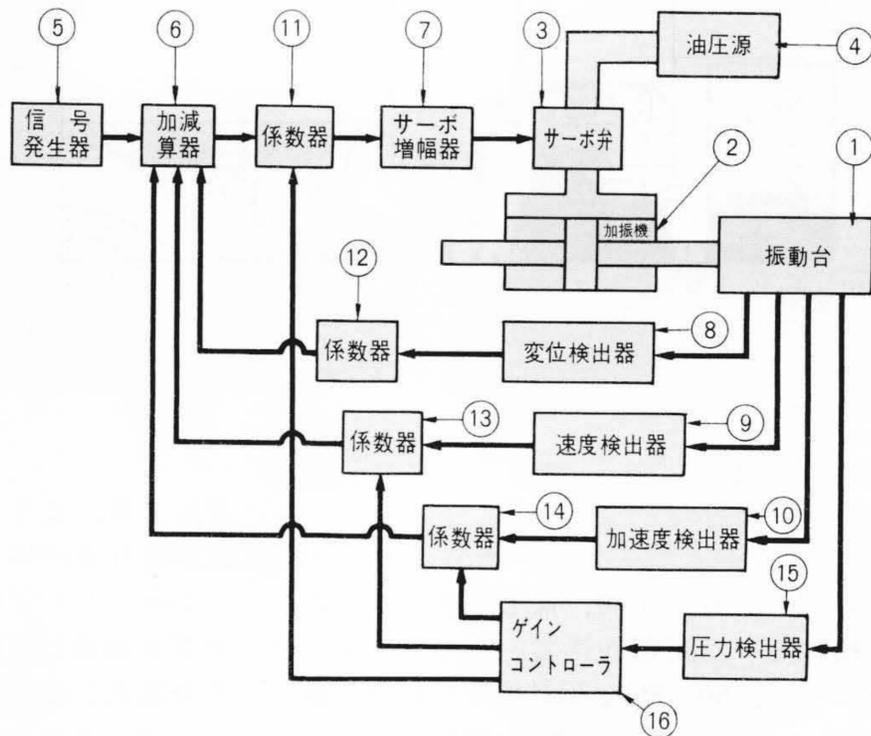 ⑤
⑥
⑪
⑦
③
④
信号
発生器
加減
算器
係数器
サーボ
増幅器
サーボ弁
油圧源
②
①
加振機
振動台
⑫
係数器
⑧
変位検出器
⑬
係数器
⑨
速度検出器
⑭
係数器
⑩
加速度検出器
⑮
圧力検出器
ゲイン
コントローラ
⑯